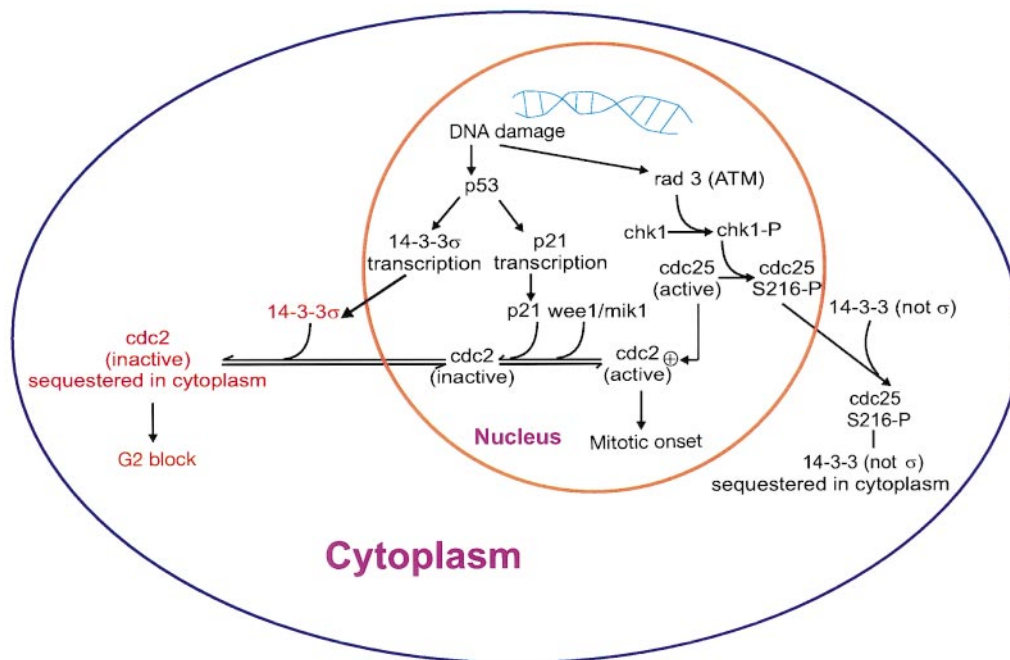 DNA damage
p53
rad 3 (ATM)
14-3-3σ
transcription
p21
transcription
chk1
chk1-P
cdc25
(active)
cdc25
S216-P
14-3-3σ
p21 wee1/mik1
14-3-3 (not σ)
cdc2
(inactive)
sequestered in cytoplasm
cdc2
(inactive)
cdc2 ⊕
(active)
cdc25
S216-P
G2 block
Nucleus
Mitotic onset
14-3-3 (not σ)
sequestered in cytoplasm
Cytoplasm